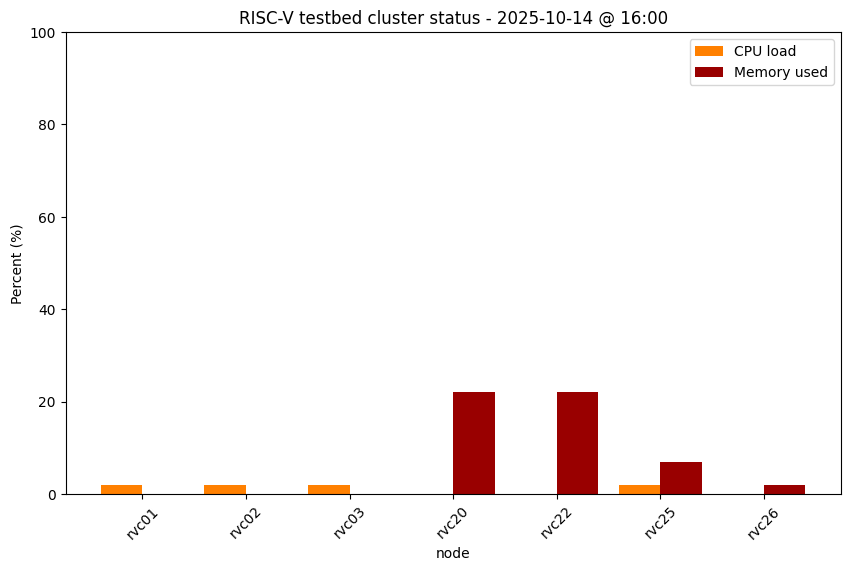 RISC-V testbed cluster status - 2025-10-14 @ 16:00
CPU load
Memory used
Percent (%)
100
80
60
40
20
0
rvc01
rvc02
rvc03
rvc20
rvc22
rvc25
rvc26
node